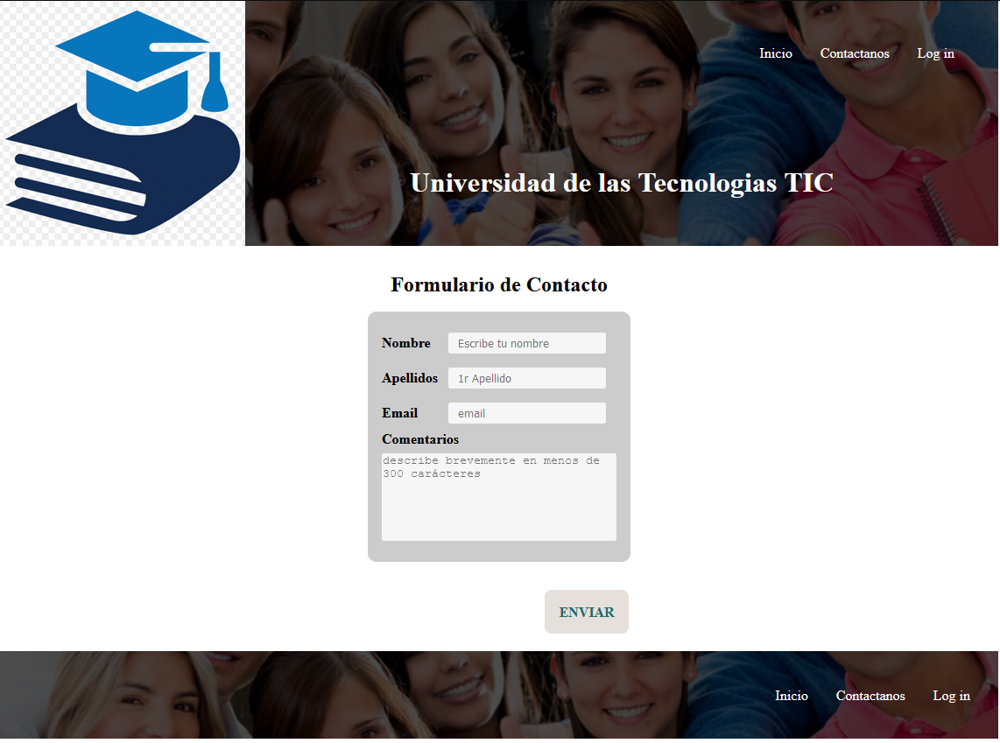 Inicio Contactanos Log in
Universidad de las Tecnologias TIC
Formulario de Contacto
Nombre Escribe tu nombre
Apellidos 1r Apellido
Email email
Comentarios
describe brevemente en menos de
300 carácteres
ENVIAR
Inicio Contactanos Log in